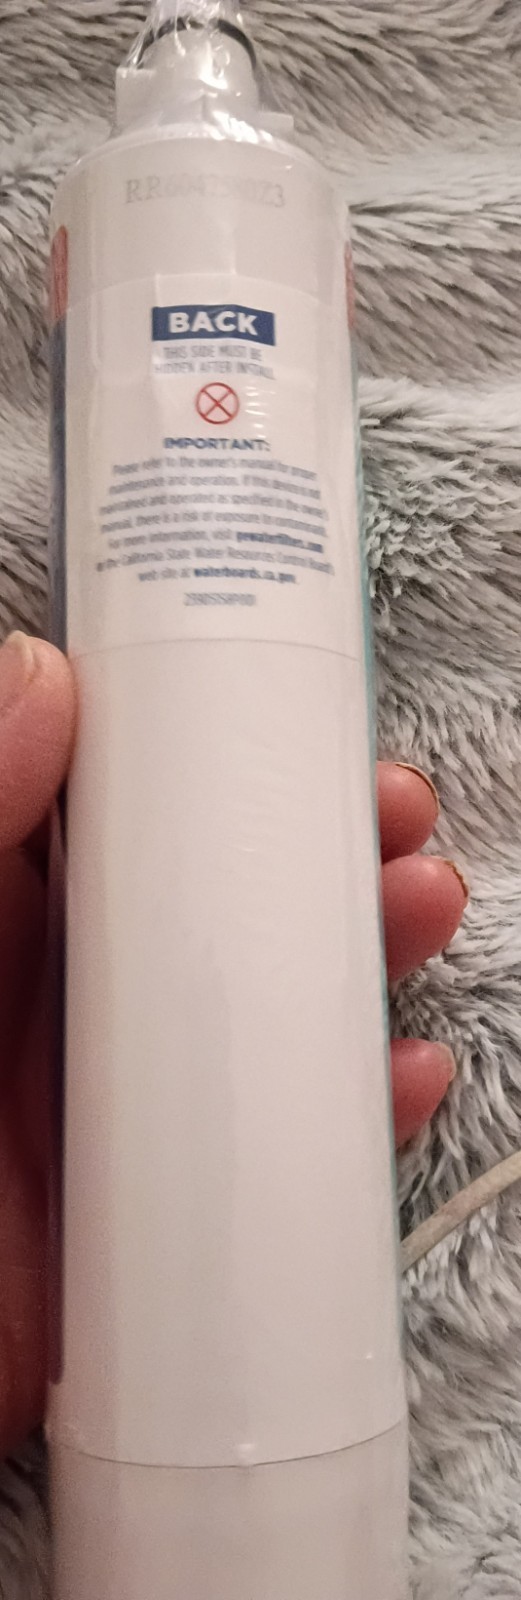 BACK
THIS SIDE MUST BE
HIDDEN AFTER INSTALL
IMPORTANT:
Please refer to the owner's manual for proper
maintenance and operation. If this device is not
maintained and operated as specified in the owner's
manual, there is a risk of exposure to contaminants.
For more information, visit
the California State Water Resources Control Board's
web site at waterboards.ca.gov.